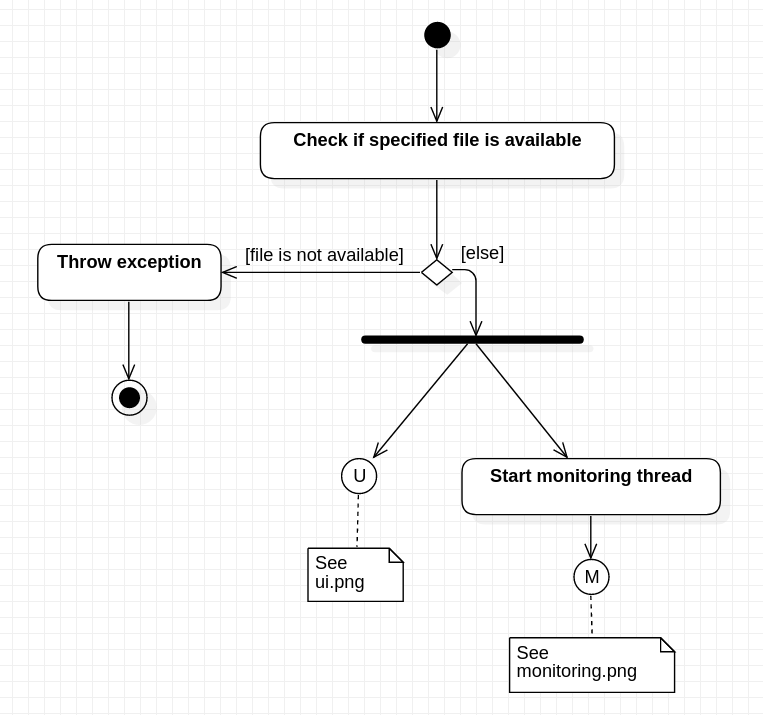 Check if specified file is available
[file is not available]
[else]
Throw exception
U
Start monitoring thread
See
ui.png
M
See
monitoring.png